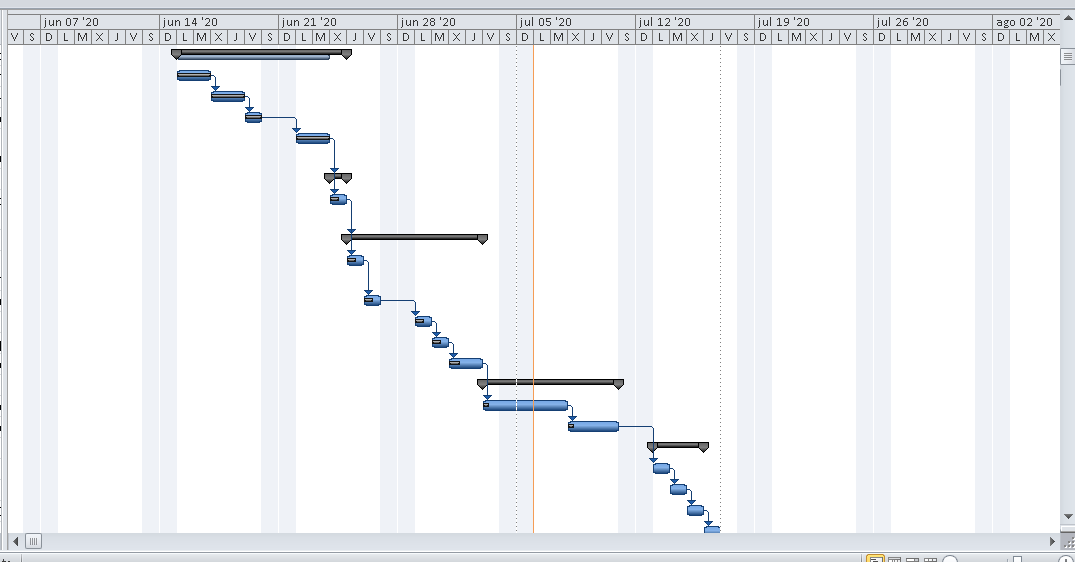 jun 07 '20 jun 14 '20 jun 21 '20 jun 28 '20 jul 05 '20 jul 12 '20 jul 19 '20 jul 26 '20 ago 02 '20
V S D L M X J V S D L M X J V S D L M X J V S D L M X J V S D L M X J V S D L M X J V S D L M X J V S D L M X J V S D L M X